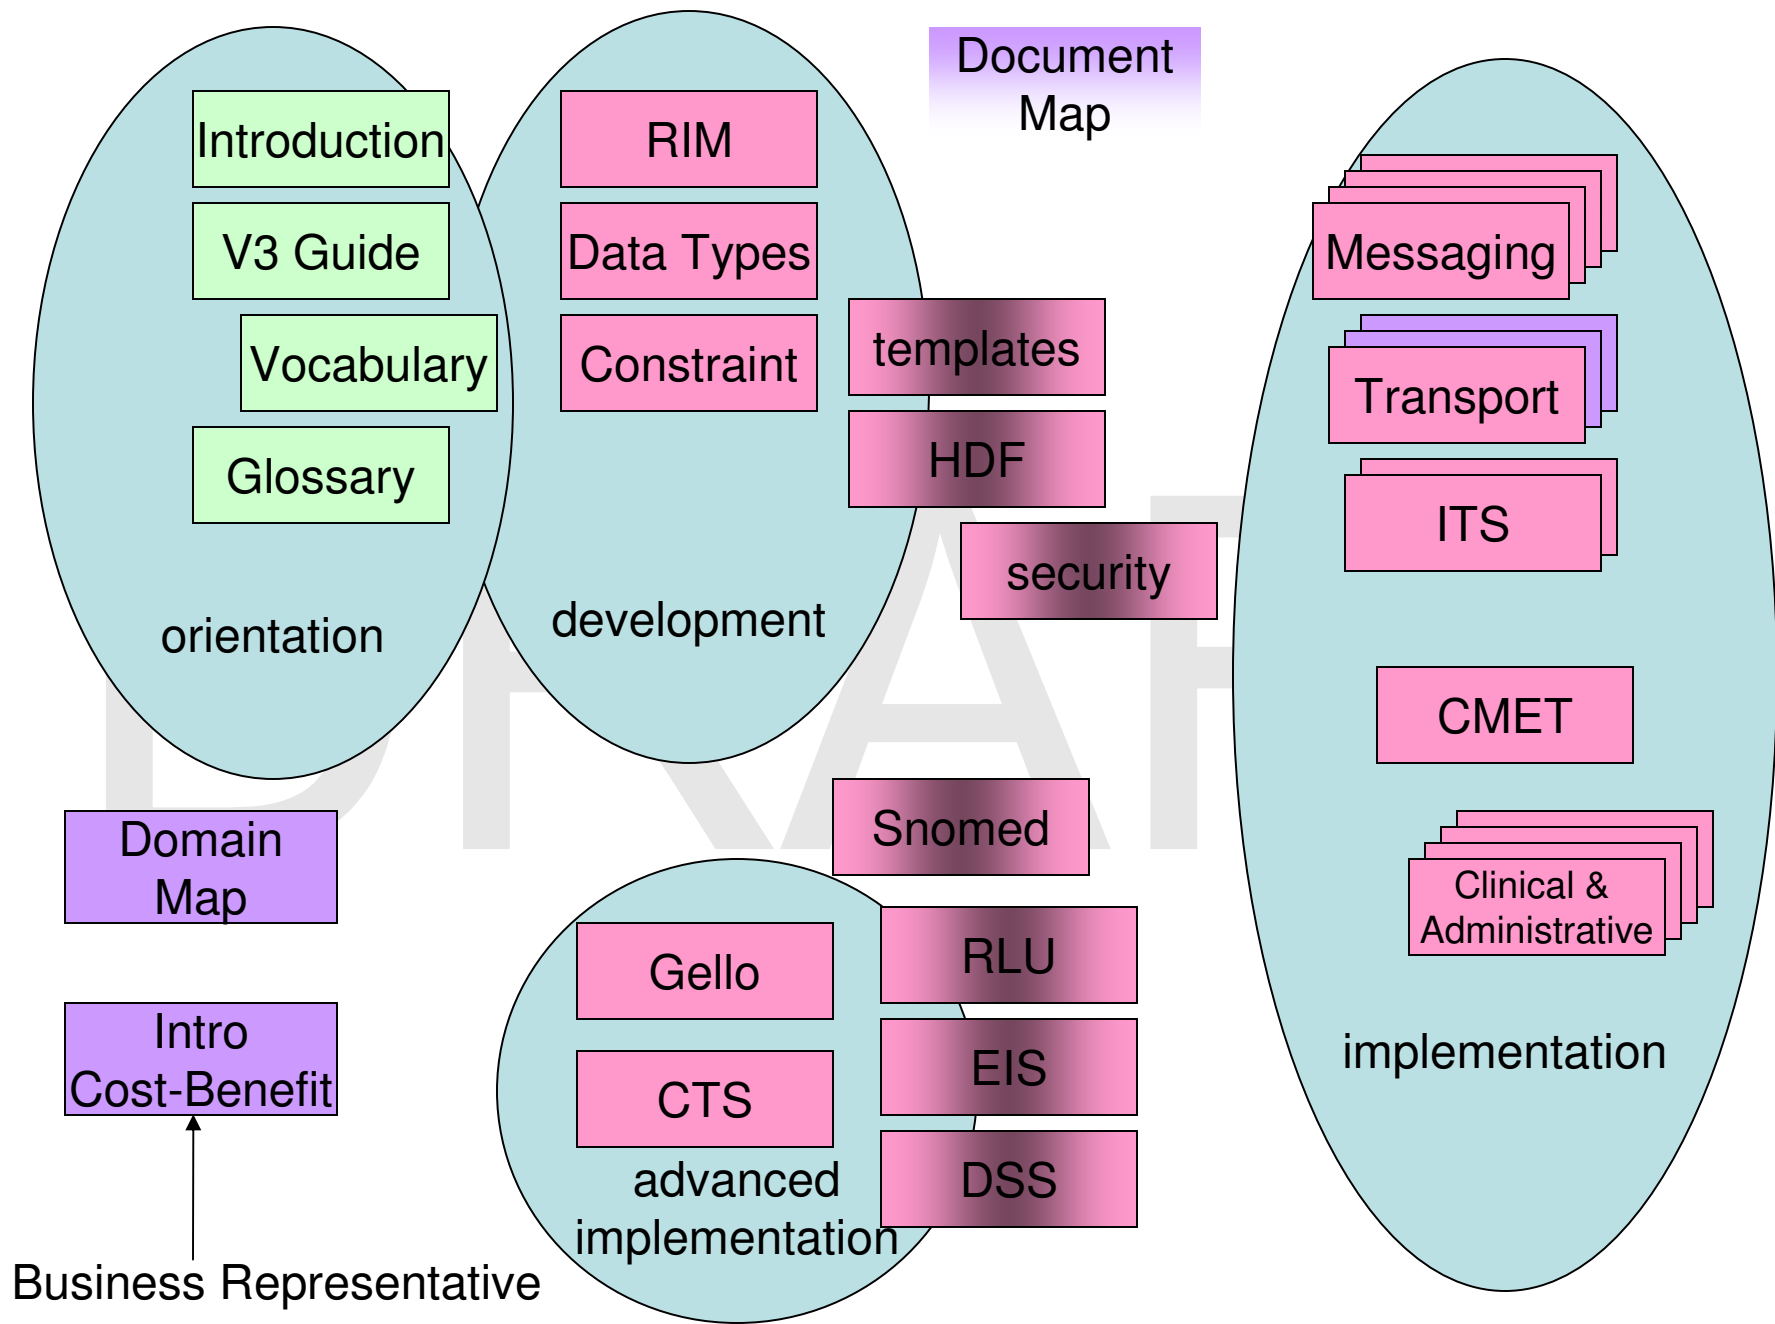 Document
Map
Introduction
V3 Guide
Vocabulary
Glossary
orientation
RIM
Data Types
Constraint
templates
HDF
security
development
Messaging
Transport
ITS
CMET
Clinical &
Administrative
implementation
Domain
Map
Intro
Cost-Benefit
Business Representative
Snomed
Gello
CTS
RLU
EIS
DSS
advanced
implementation
DRAF